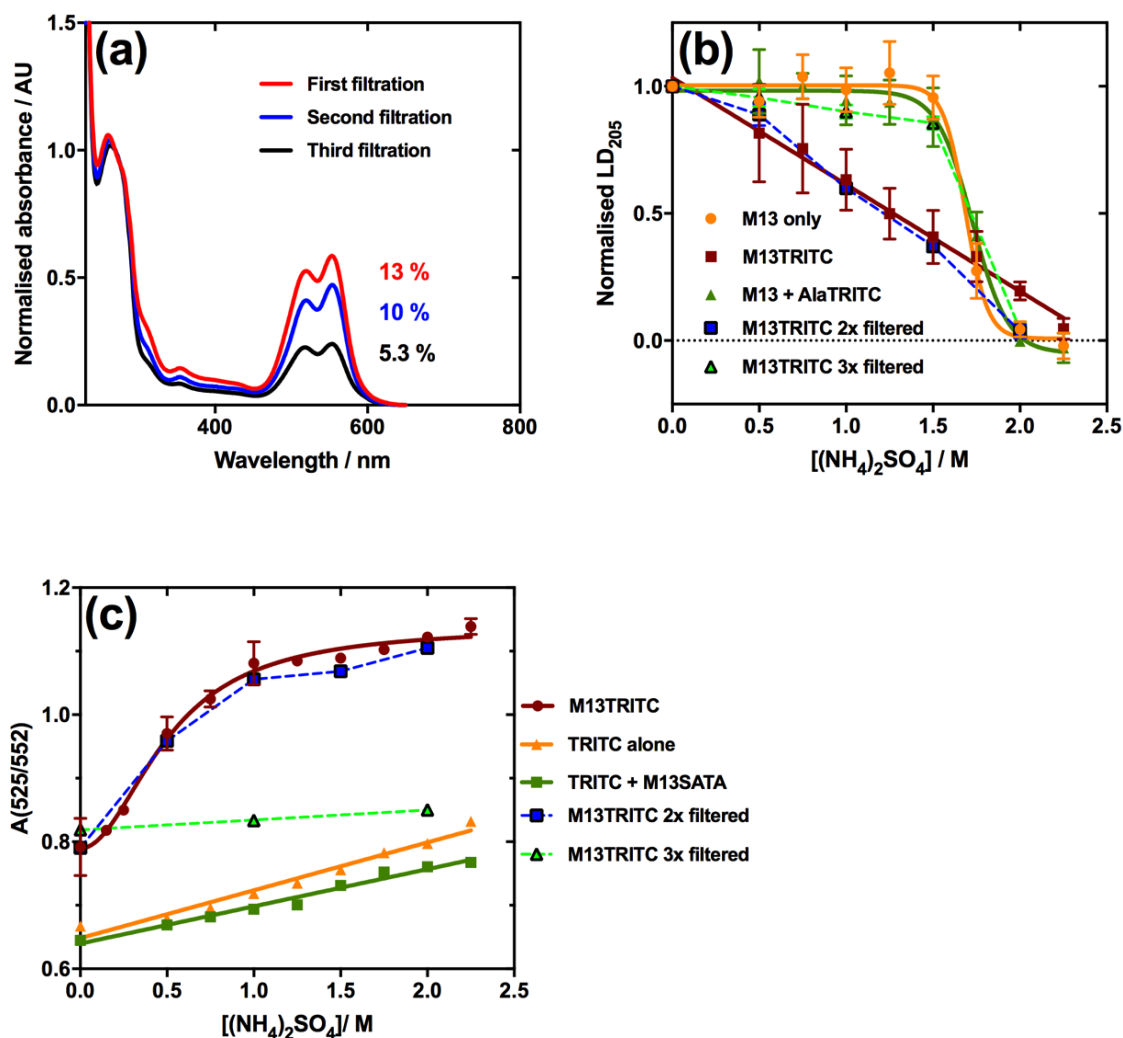 (a)
Normalised absorbance / AU
1.5
1.0
0.5
0.0
First filtration
Second filtration
Third filtration
13 %
10 %
5.3 %
400
600
800
Wavelength / nm
(b)
Normalised LD205
1.0
0.5
0.0
M13 only
M13TRITC
M13 + AlaTRITC
M13TRITC 2x filtered
M13TRITC 3x filtered
0.0
0.5
1.0
1.5
2.0
2.5
[(NH4)2SO4] / M
(c)
A(525/552)
1.2
1.0
0.8
0.6
M13TRITC
TRITC alone
TRITC + M13SATA
M13TRITC 2x filtered
M13TRITC 3x filtered
0.0
0.5
1.0
1.5
2.0
2.5
[(NH4)2SO4]/ M